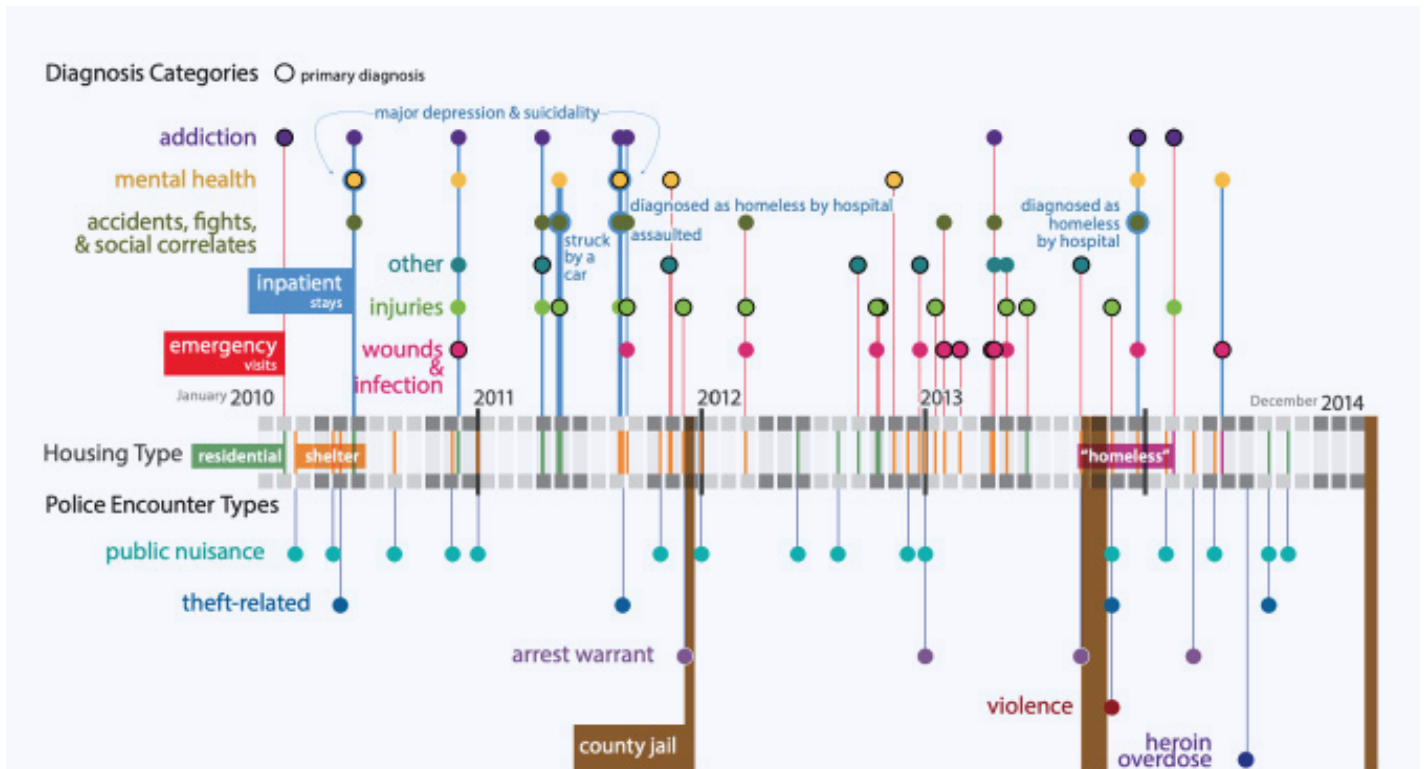 Diagnosis Categories primary diagnosis
major depression & suicidality
addiction
mental health
accidents, fights,
& social correlates
diagnosed as homeless by hospital
assaulted
struck
by a
car
diagnosed as
homeless
by hospital
other
inpatient
stays
injuries
emergency
visits
wounds
&
infection
January 2010
2011
2012
2013
December 2014
Housing Type
residential
shelter
"homeless"
Police Encounter Types
public nuisance
theft-related
arrest warrant
violence
county jail
heroin
overdose